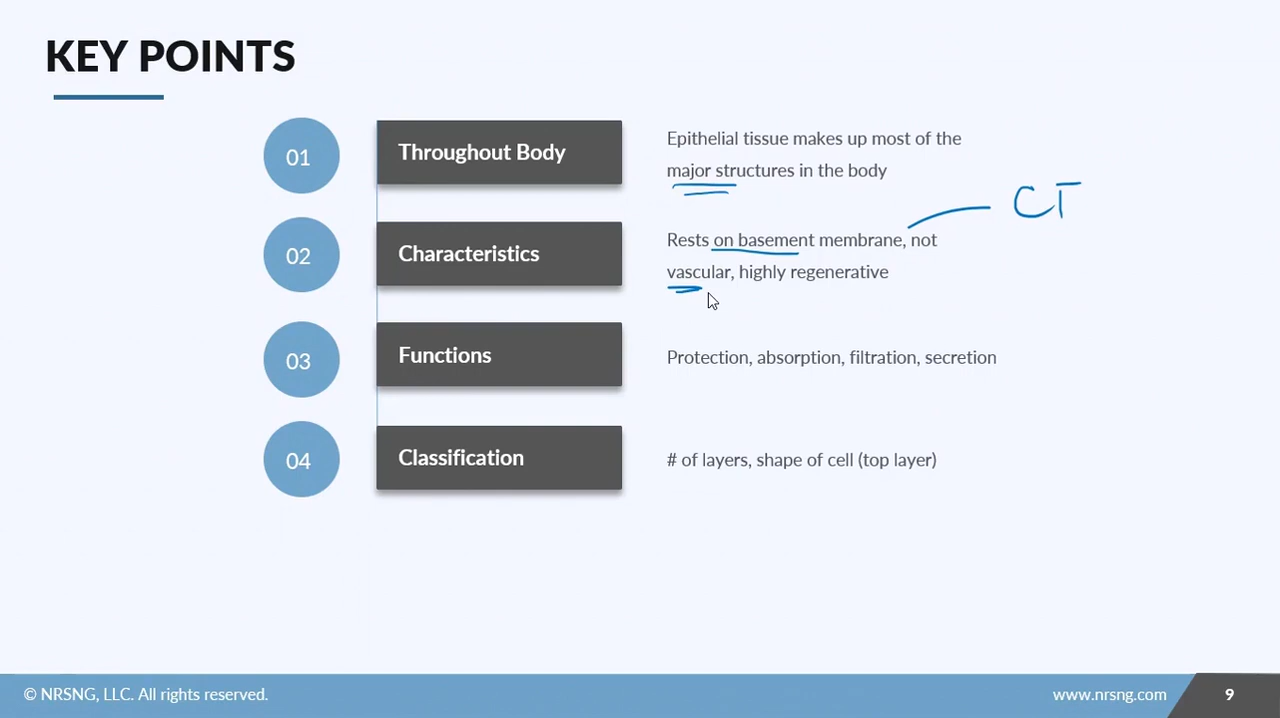 KEY POINTS
01
Throughout Body
Epithelial tissue makes up most of the
major structures in the body
CT
02
Characteristics
Rests on basement membrane, not
vascular, highly regenerative
03
Functions
Protection, absorption, filtration, secretion
04
Classification
# of layers, shape of cell (top layer)
© NRSNG, LLC. All rights reserved.
www.nrsng.com
9